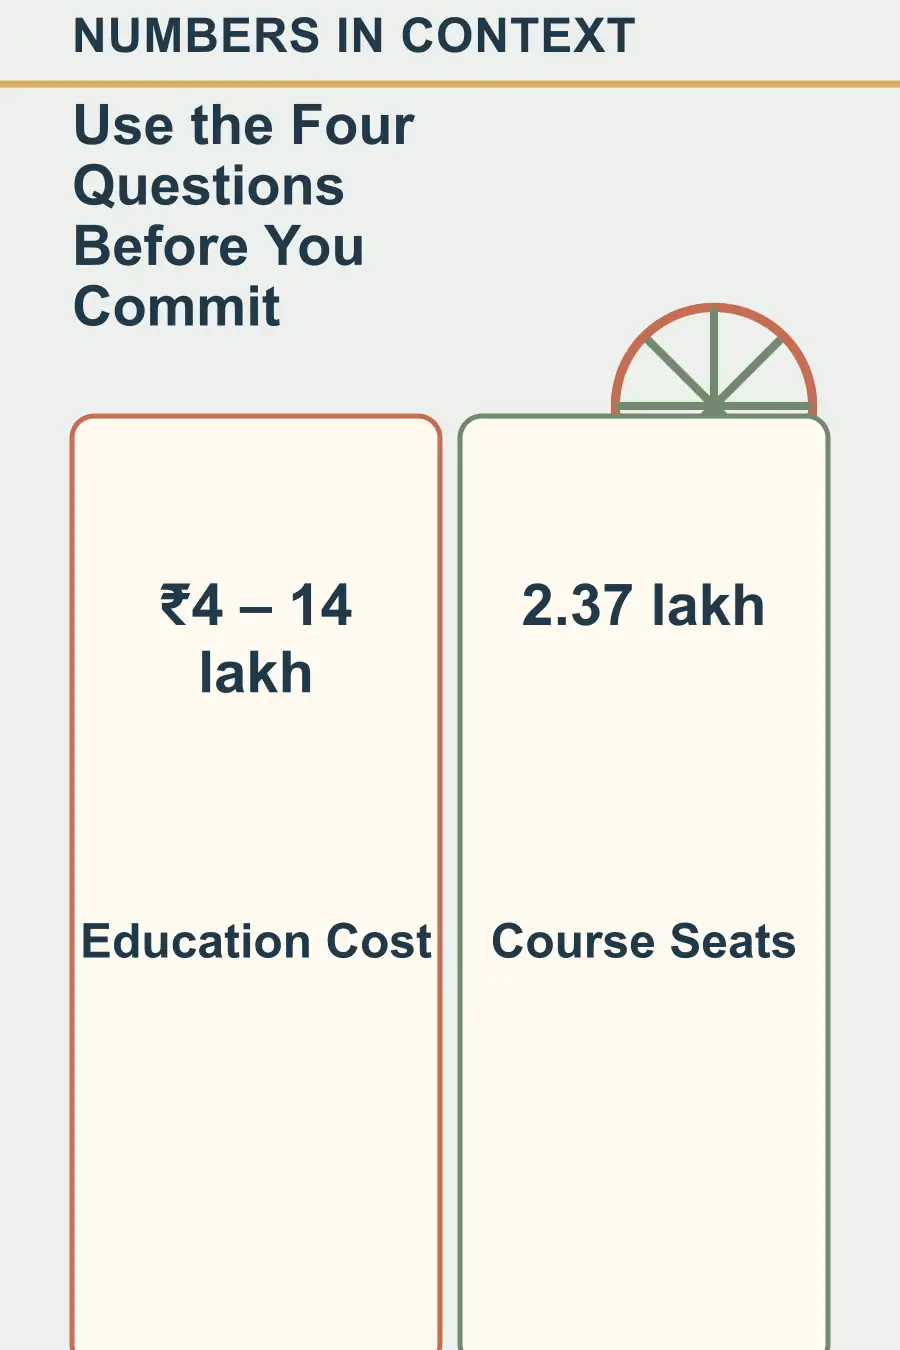 NUMBERS IN CONTEXT
Use the Four
Questions
Before You
Commit
₹4 – 14
lakh
Education Cost
2.37 lakh
Course Seats